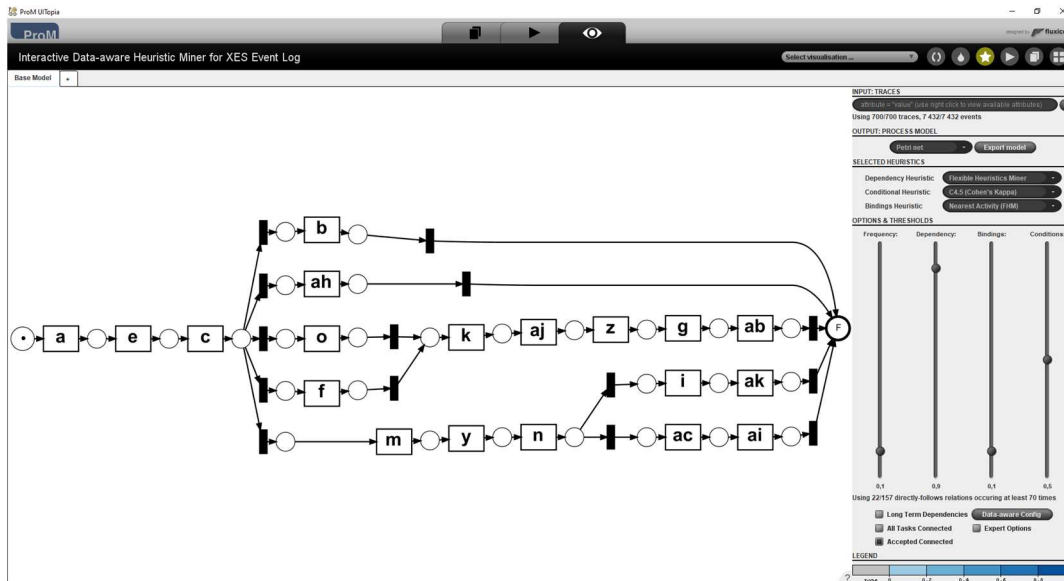 ProM UITopia
ProM
designed by fluxico
Interactive Data-aware Heuristic Miner for XES Event Log
Select visualisation ...
Base Model +
INPUT: TRACES
attribute = "value" (use right click to view available attributes)
Using 700/700 traces, 7 432/7 432 events
OUTPUT: PROCESS MODEL
Petri net
Export model
SELECTED HEURISTICS
Dependency Heuristic Flexible Heuristics Miner
Conditional Heuristic C4.5 (Cohen's Kappa)
Bindings Heuristic Nearest Activity (FHM)
OPTIONS & THRESHOLDS
Frequency: Dependency: Bindings: Conditions:
b
ah
a e c o k aj z g ab F
f i ak
m y n ac ai
0,1 0,9 0,1 0,5
Using 22/157 directly-follows relations occuring at least 70 times
Long Term Dependencies Data-aware Config
All Tasks Connected Expert Options
Accepted Connected
LEGEND
?